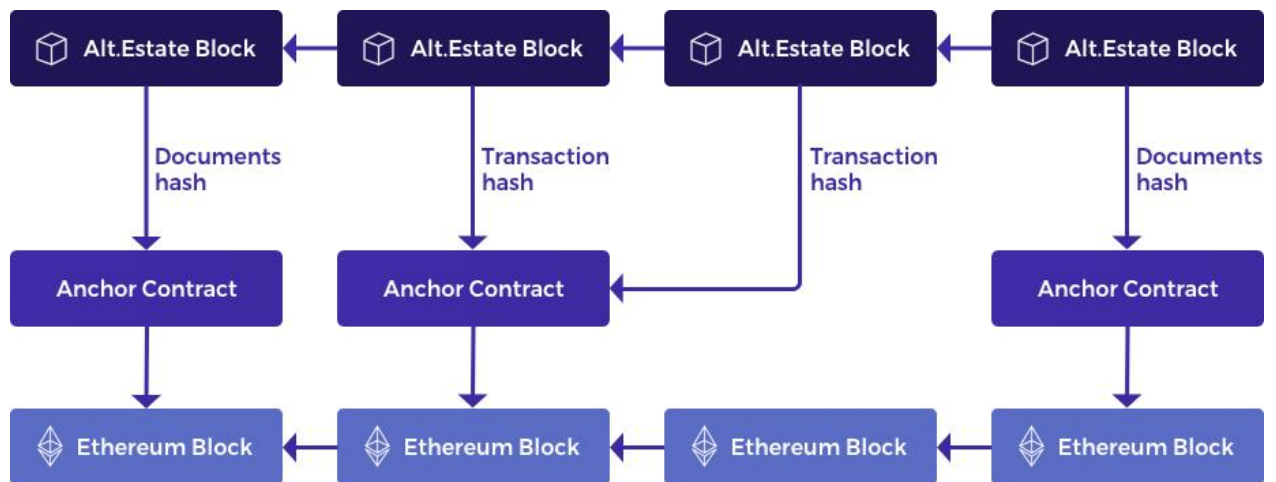 Alt.Estate Block
Alt.Estate Block
Alt.Estate Block
Alt.Estate Block
Documents
hash
Transaction
hash
Transaction
hash
Documents
hash
Anchor Contract
Anchor Contract
Anchor Contract
Ethereum Block
Ethereum Block
Ethereum Block
Ethereum Block